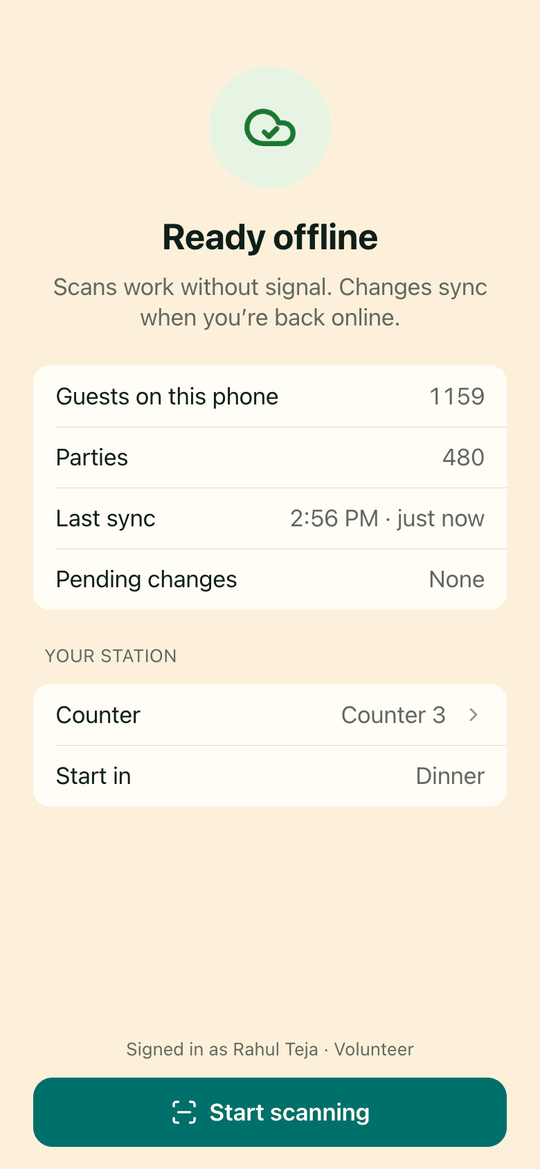 Ready offline
Scans work without signal. Changes sync
when you’re back online.
Guests on this phone 1159
Parties 480
Last sync 2:56 PM · just now
Pending changes None
YOUR STATION
Counter Counter 3
Start in Dinner
Signed in as Rahul Teja · Volunteer
Start scanning